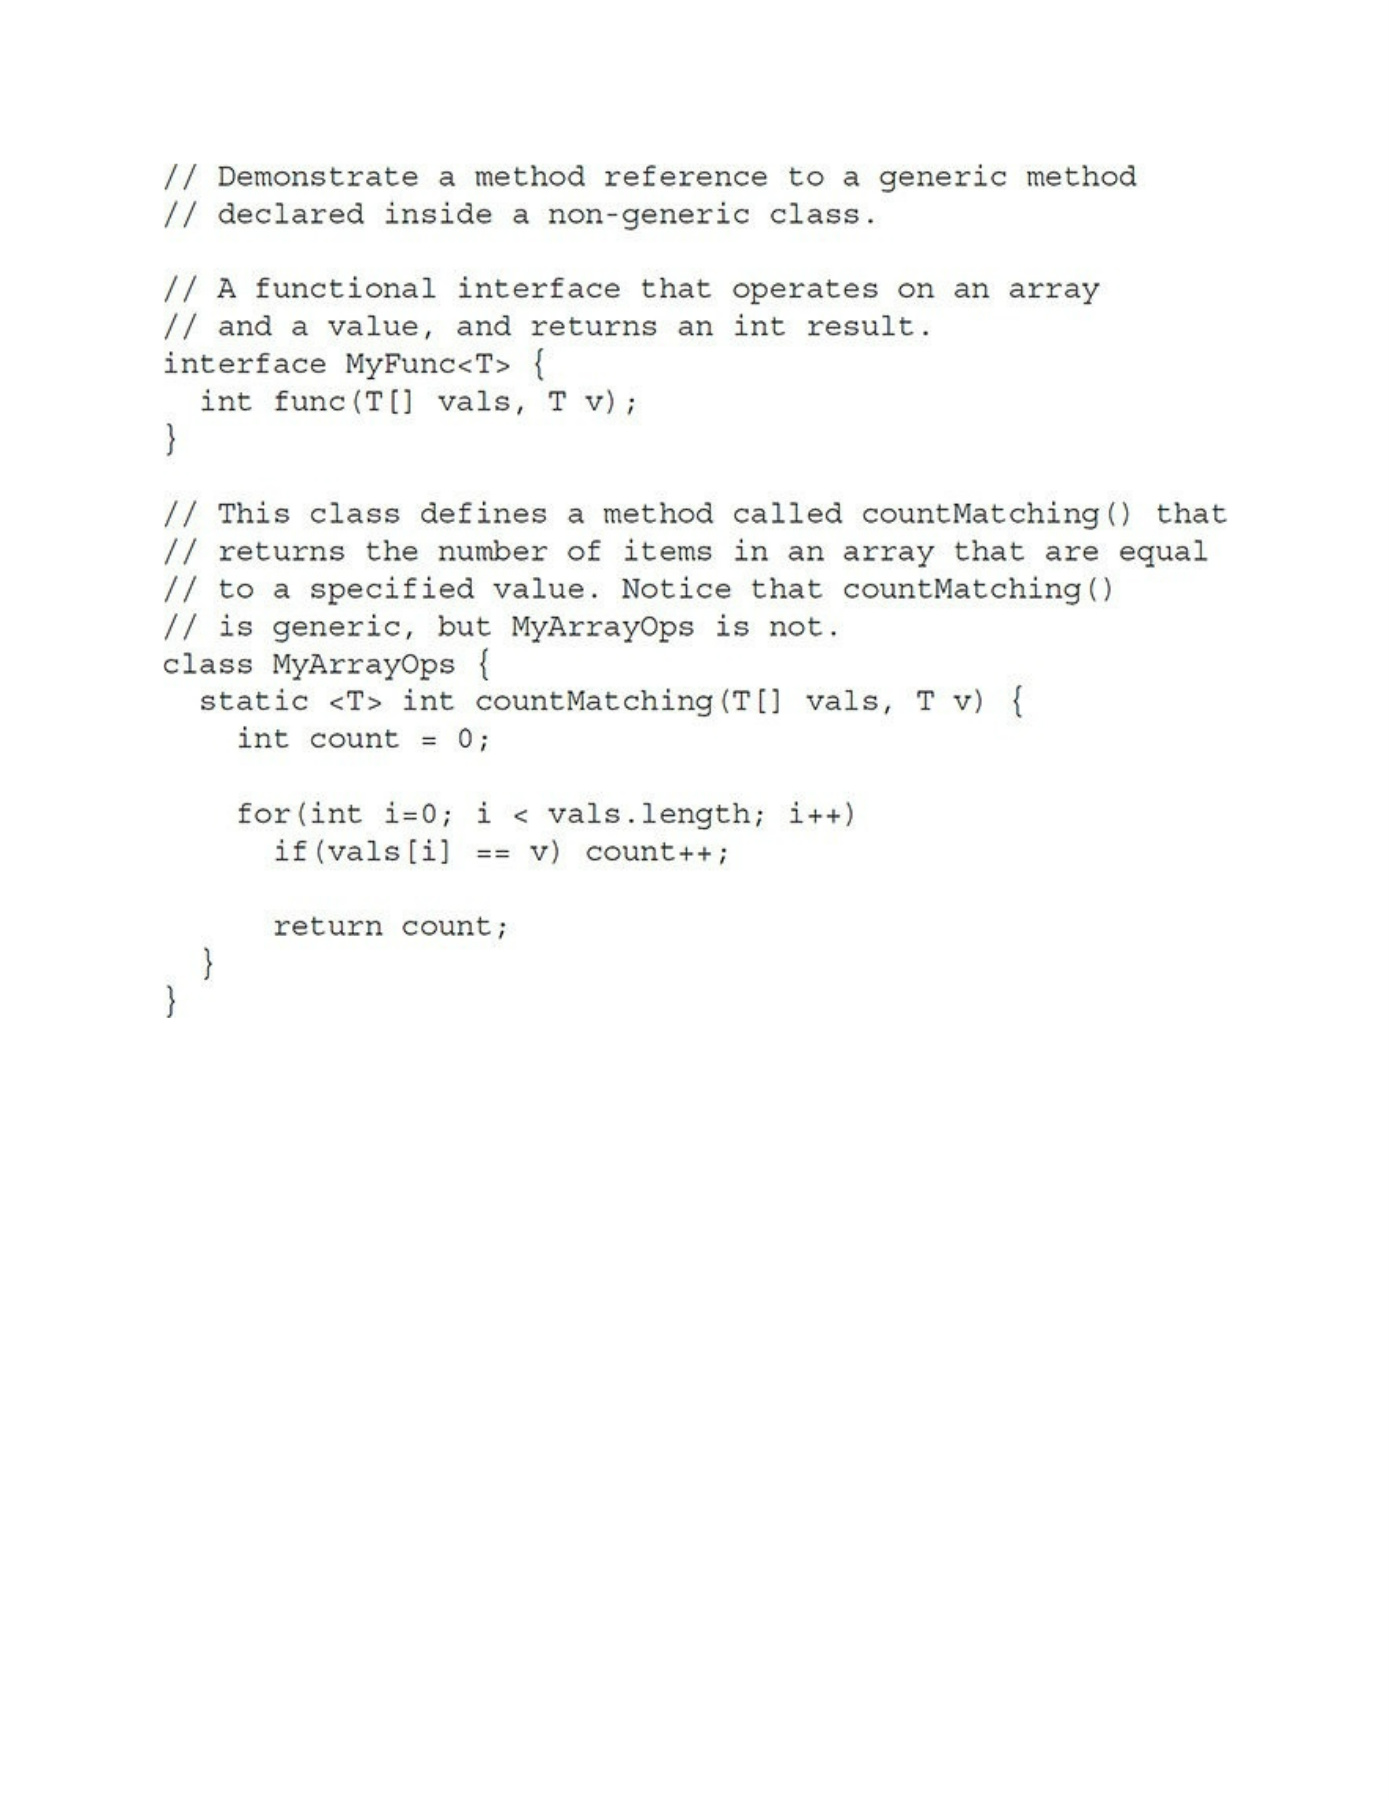 // Demonstrate a method reference to a generic method
// declared inside a non-generic class.

// A functional interface that operates on an array
// and a value, and returns an int result.
interface MyFunc<T> {
  int func(T[] vals, T v);
}

// This class defines a method called countMatching() that
// returns the number of items in an array that are equal
// to a specified value. Notice that countMatching()
// is generic, but MyArrayOps is not.
class MyArrayOps {
  static <T> int countMatching(T[] vals, T v) {
    int count = 0;

    for(int i=0; i < vals.length; i++)
      if(vals[i] == v) count++;

      return count;
  }
}